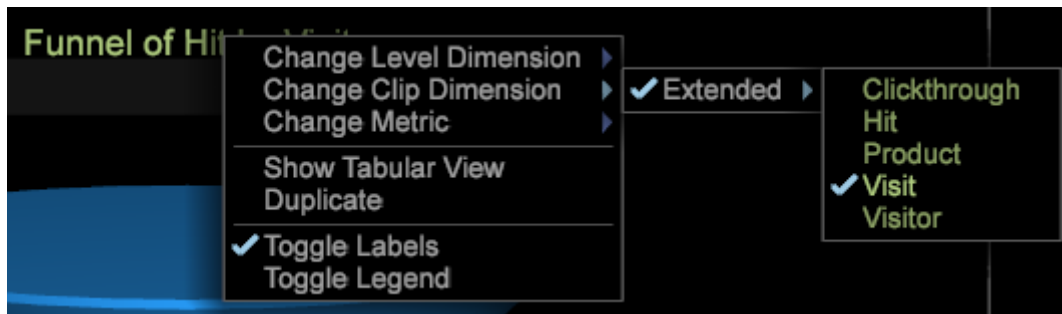 Funnel of Hit
Change Level Dimension
Change Clip Dimension
Change Metric
Show Tabular View
Duplicate
Toggle Labels
Toggle Legend
Extended
Clickthrough
Hit
Product
Visit
Visitor